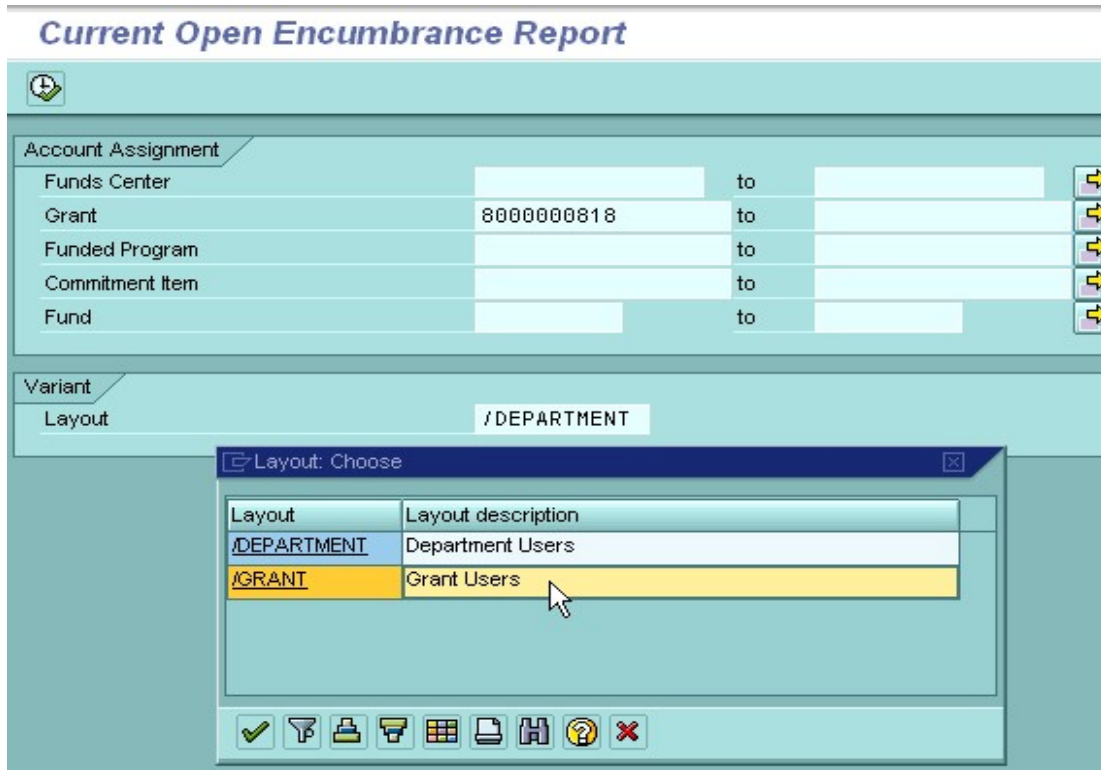 Current Open Encumbrance Report
Account Assignment
Funds Center to
Grant 8000000818 to
Funded Program to
Commitment Item to
Fund to
Variant
Layout /DEPARTMENT
Layout: Choose
Layout Layout description
/DEPARTMENT Department Users
/GRANT Grant Users